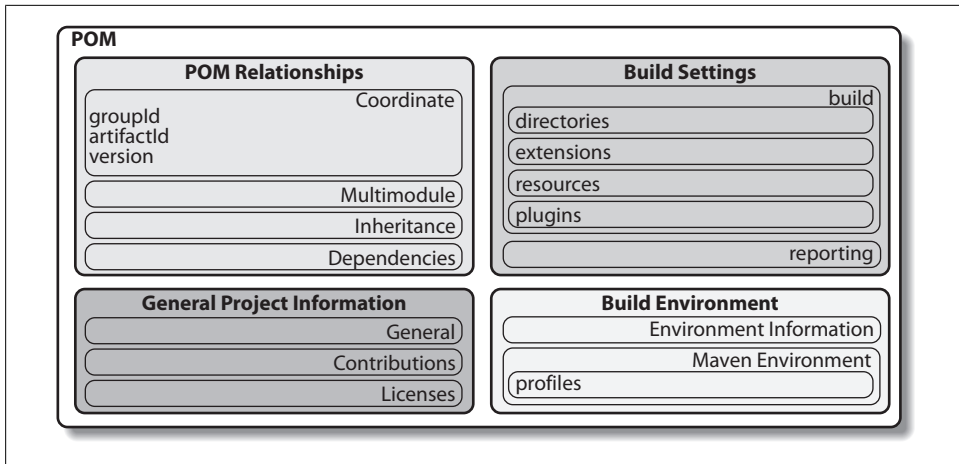 POM
POM Relationships
Coordinate
groupId
artifactId
version
Multimodule
Inheritance
Dependencies
Build Settings
build
directories
extensions
resources
plugins
reporting
General Project Information
General
Contributions
Licenses
Build Environment
Environment Information
Maven Environment
profiles